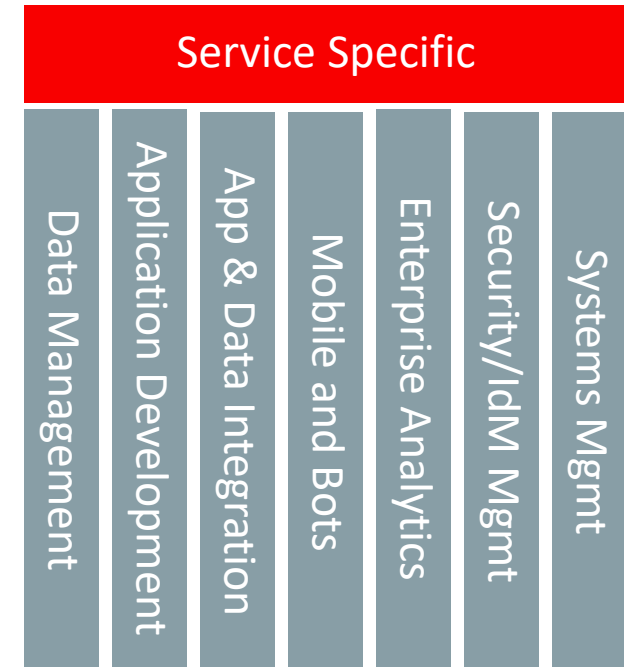 Service Specific
Data Management
Application Development
App & Data Integration
Mobile and Bots
Enterprise Analytics
Security/IdM Mgmt
Systems Mgmt